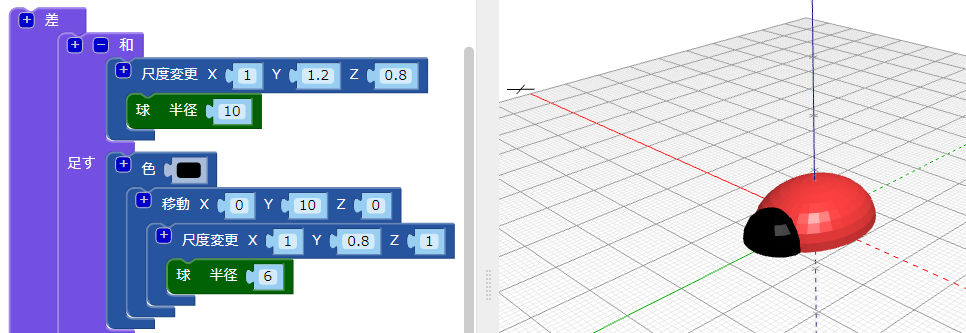 差
和
尺度変更 X 1 Y 1.2 Z 0.8
球 半径 10
足す 色
移動 X 0 Y 10 Z 0
尺度変更 X 1 Y 0.8 Z 1
球 半径 6